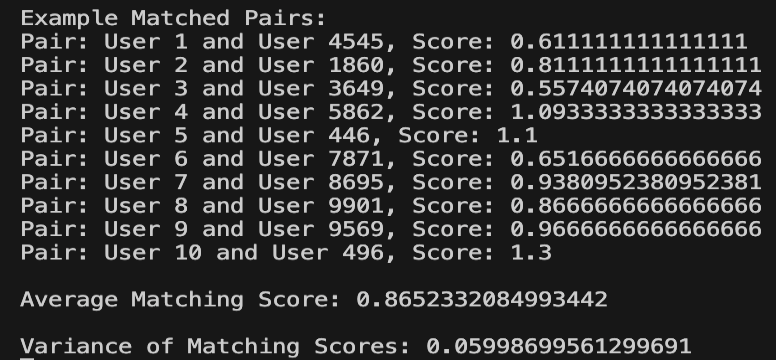 Example Matched Pairs:
Pair: User 1 and User 4545, Score: 0.611111111111111
Pair: User 2 and User 1860, Score: 0.8111111111111111
Pair: User 3 and User 3649, Score: 0.5574074074074074
Pair: User 4 and User 5862, Score: 1.0933333333333333
Pair: User 5 and User 446, Score: 1.1
Pair: User 6 and User 7871, Score: 0.6516666666666666
Pair: User 7 and User 8695, Score: 0.9380952380952381
Pair: User 8 and User 9901, Score: 0.8666666666666666
Pair: User 9 and User 9569, Score: 0.9666666666666666
Pair: User 10 and User 496, Score: 1.3
Average Matching Score: 0.8652332084993442
Variance of Matching Scores: 0.05998699561299691